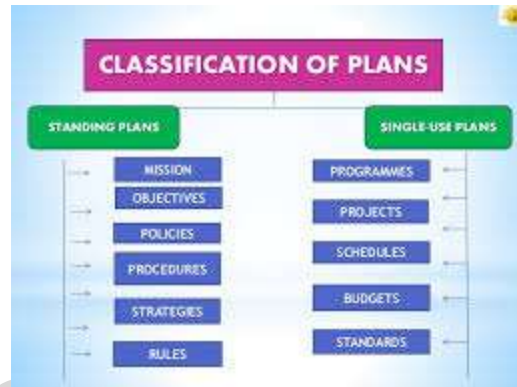 CLASSIFICATION OF PLANS
STANDING PLANS
MISSION
OBJECTIVES
POLICIES
PROCEDURES
STRATEGIES
RULES
SINGLE-USE PLANS
PROGRAMMES
PROJECTS
SCHEDULES
BUDGETS
STANDARDS